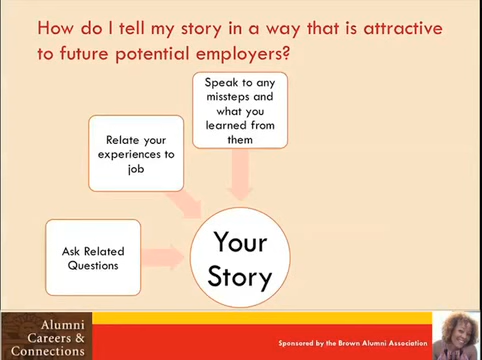 How do I tell my story in a way that is attractive
to future potential employers?
Speak to any
missteps and
what you
learned from
them
Relate your
experiences to
job
Ask Related
Questions
Your
Story
Alumni
Careers &
Connections
Sponsored by the Brown Alumni Association